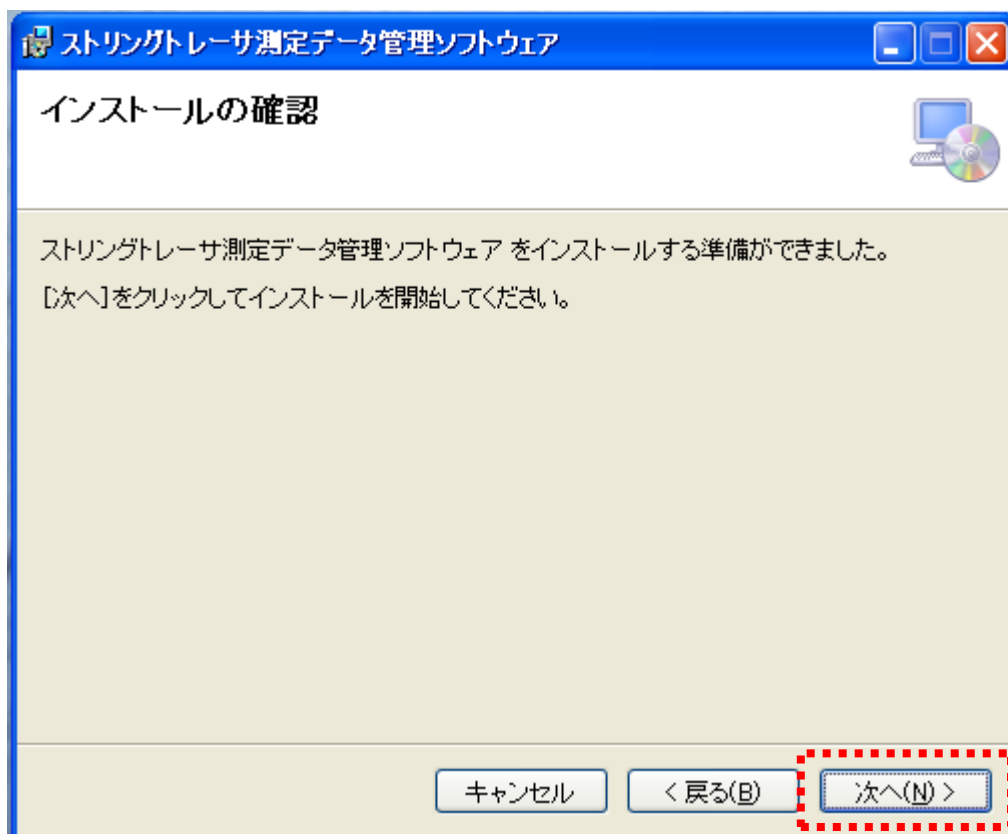 ストリングトレーサ測定データ管理ソフトウェア
インストールの確認
ストリングトレーサ測定データ管理ソフトウェア をインストールする準備ができました。
[次へ]をクリックしてインストールを開始してください。
キャンセル
< 戻る(B)
次へ(N) >